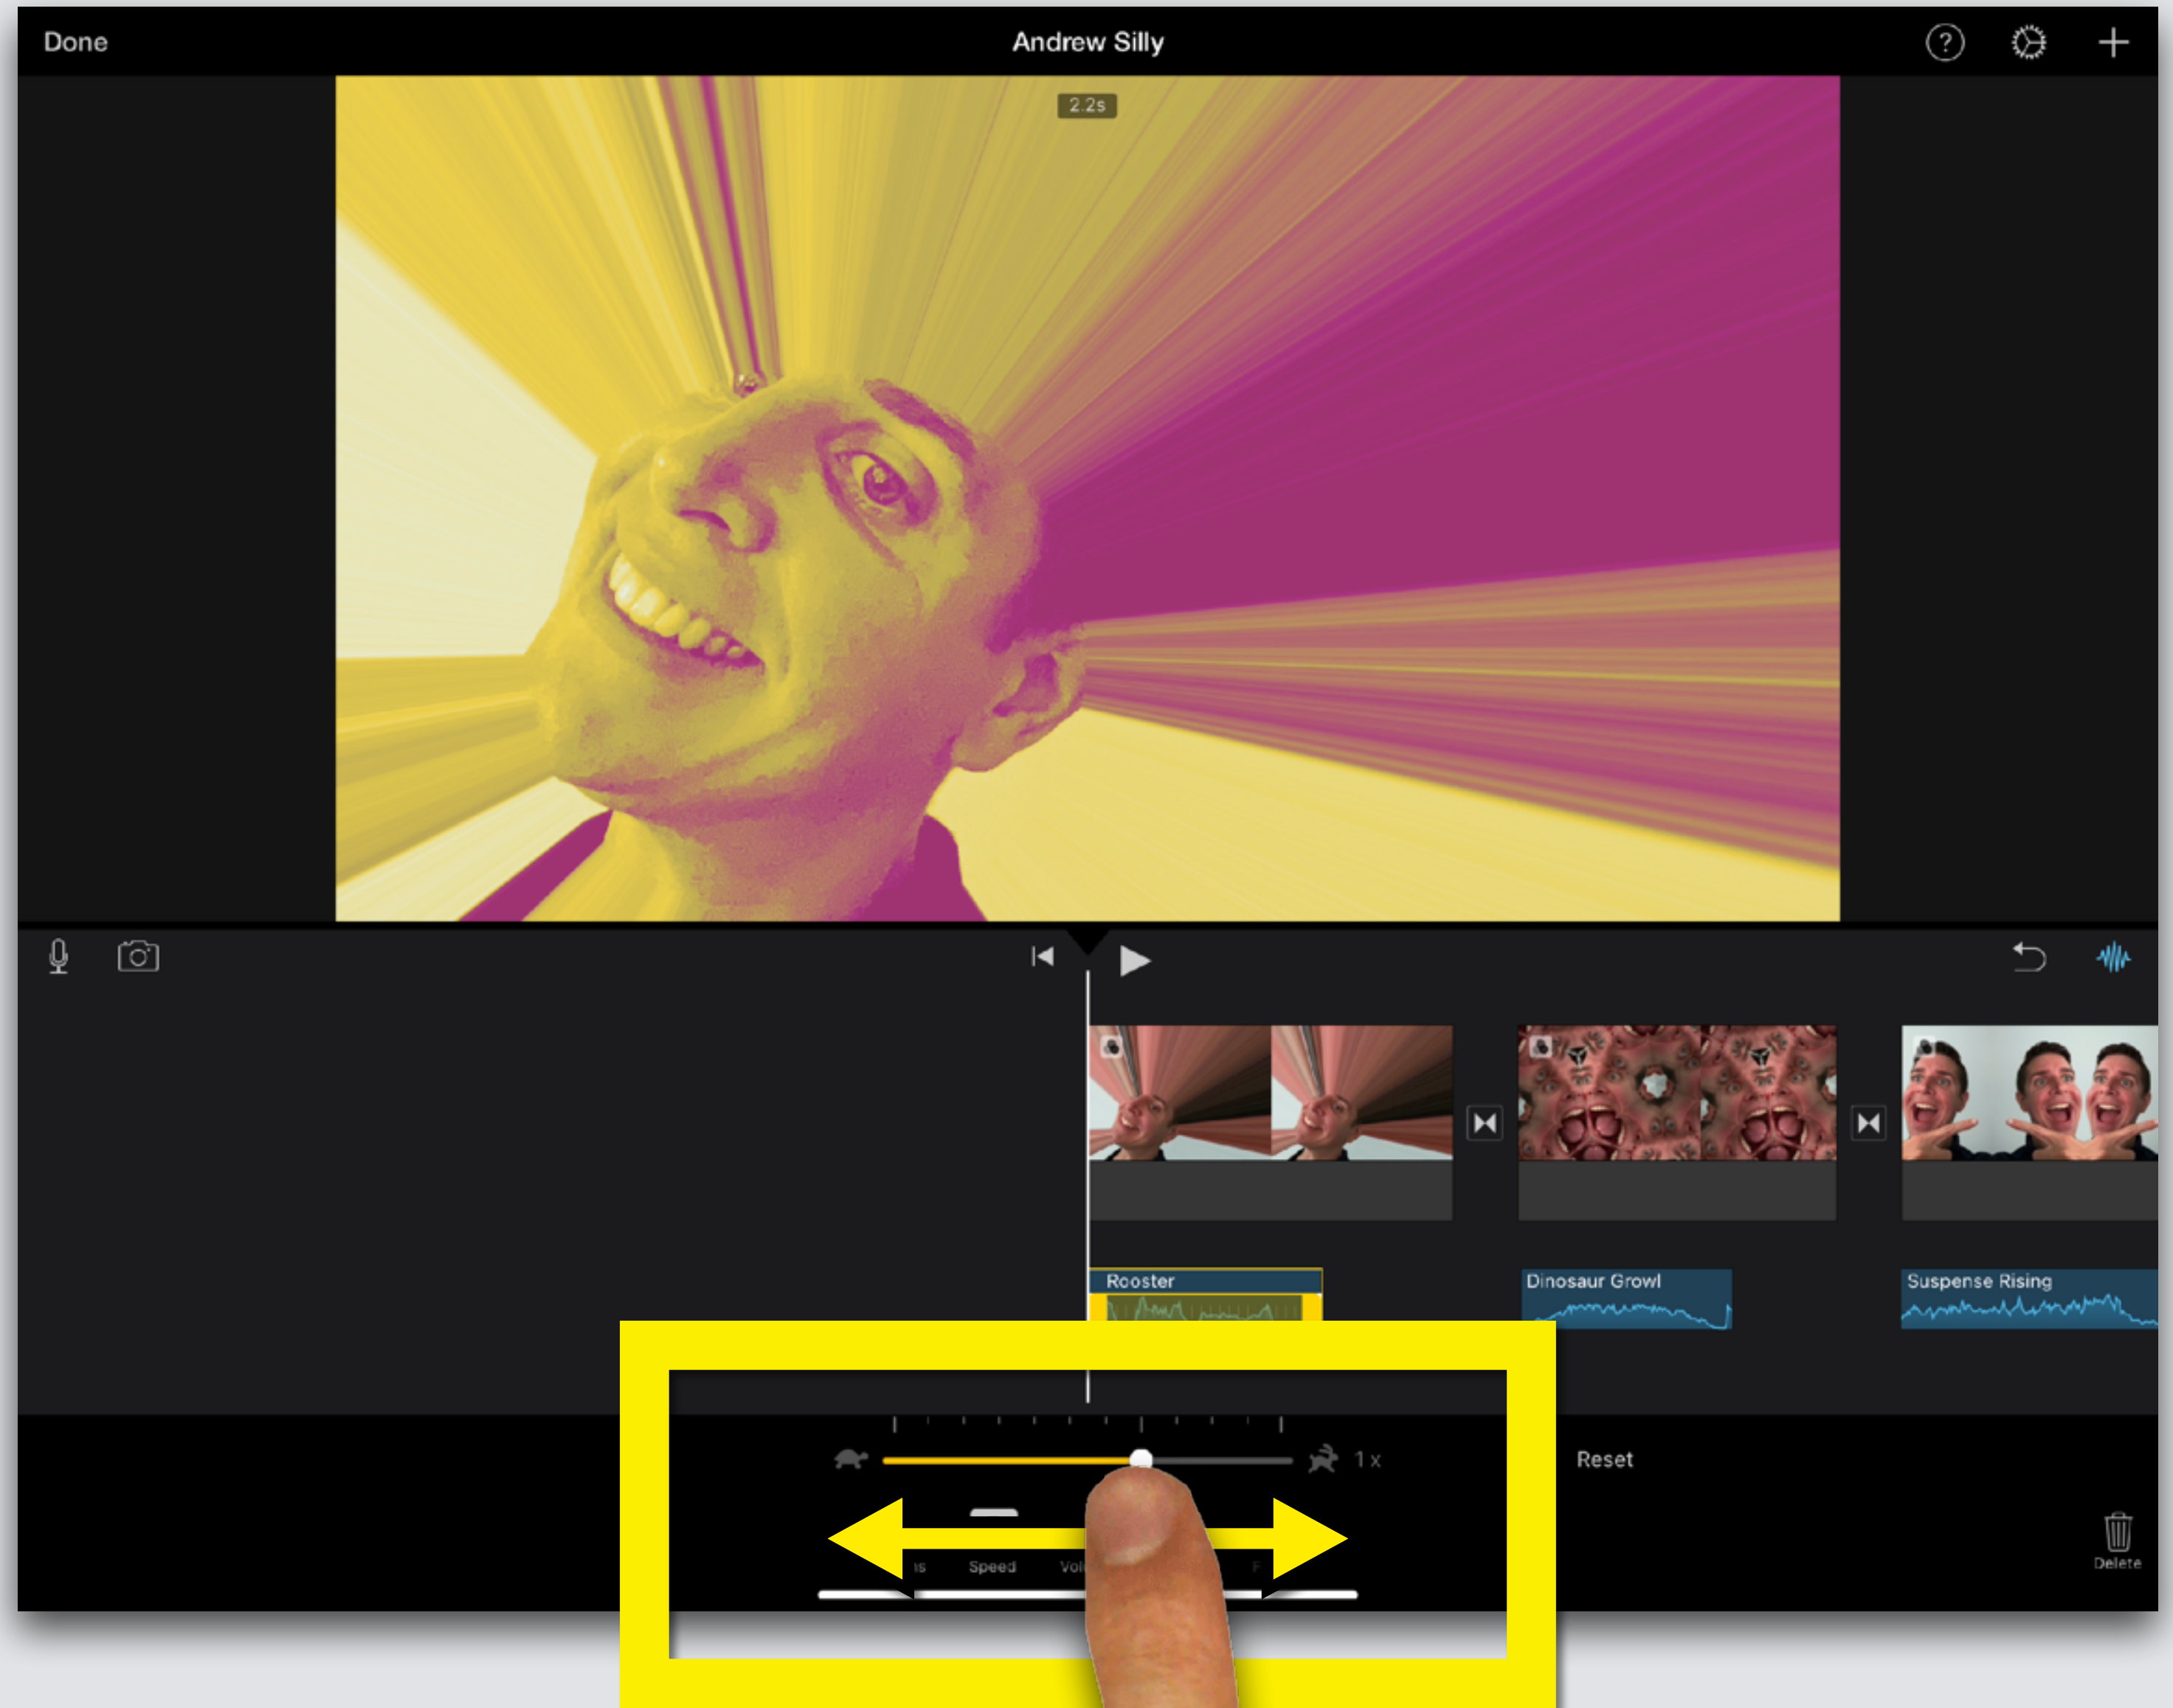 Done
Andrew Silly
?
2.2s
Rooster
Dinosaur Growl
Suspense Rising
1x
Reset
Speed
Delete